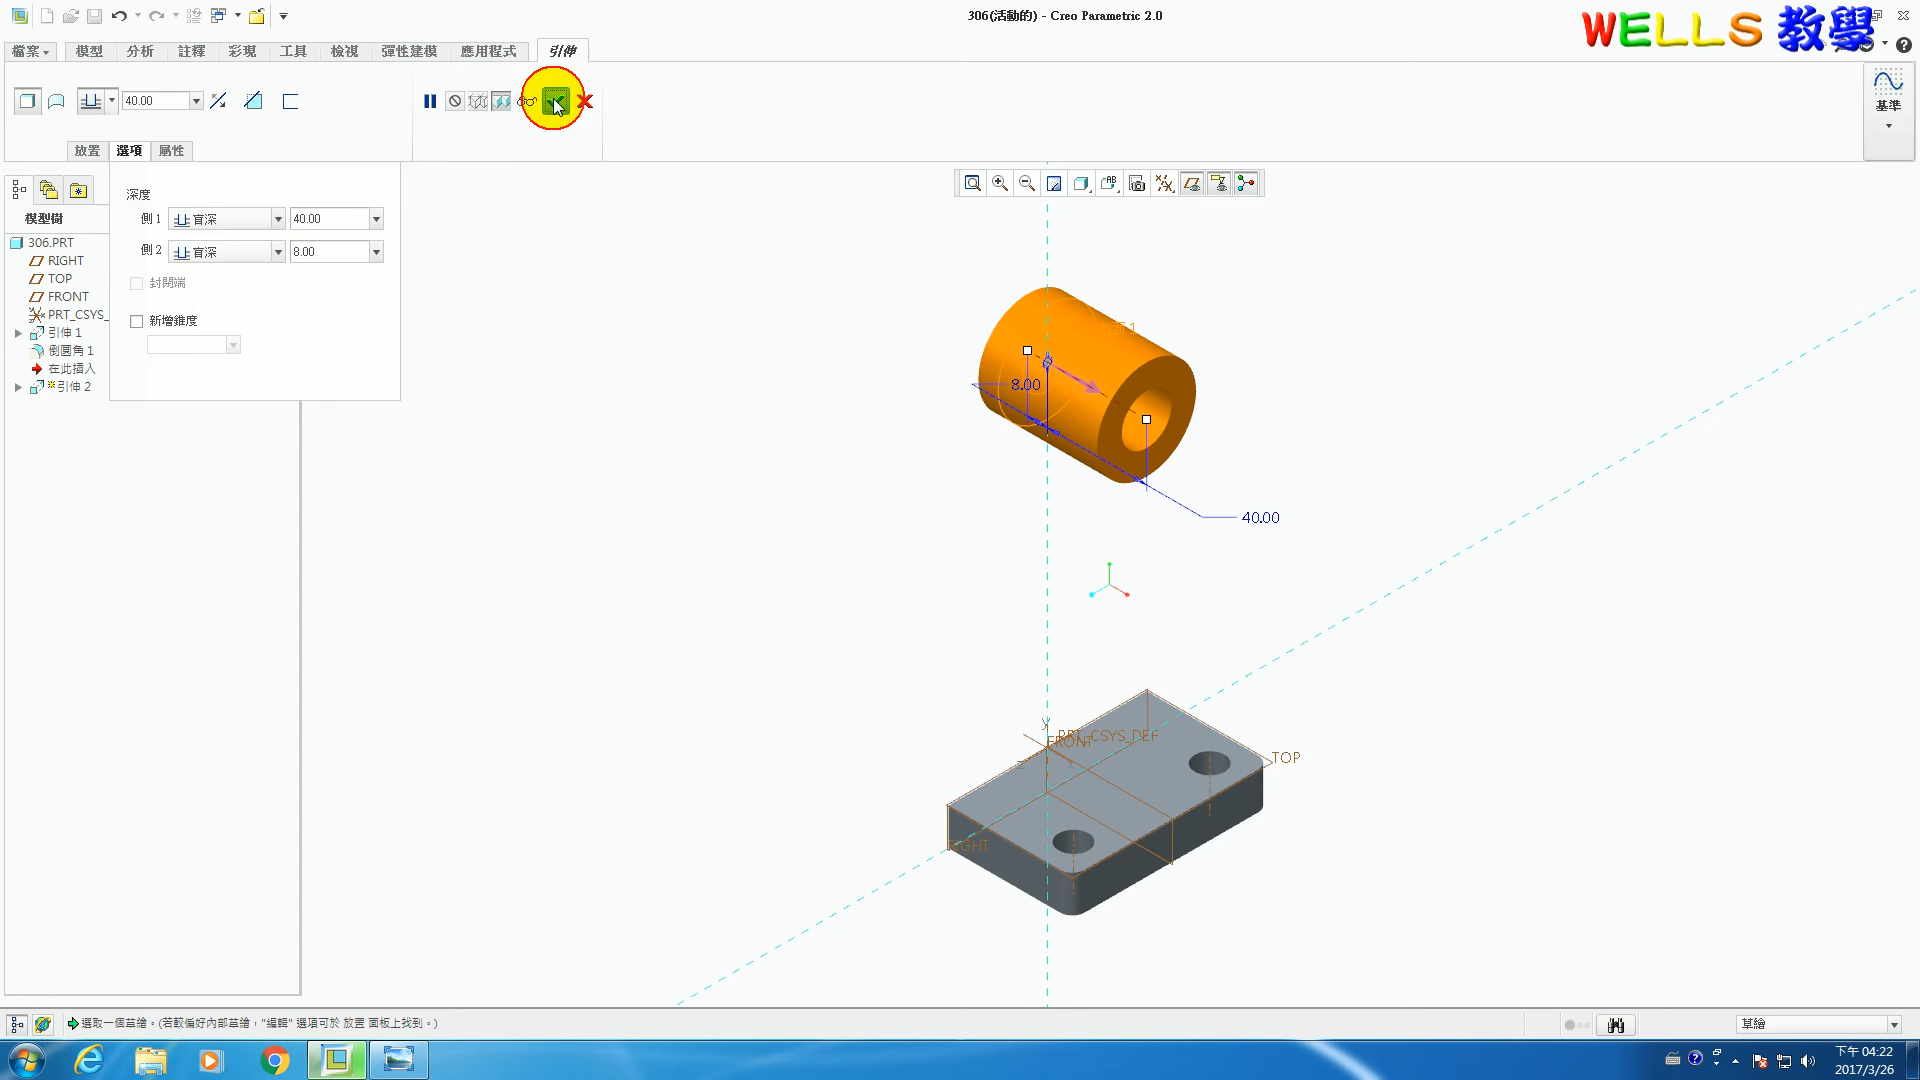 306(活動的) - Creo Parametric 2.0
WELLS 教學
檔案 模型 分析 註釋 彩現 工具 檢視 彈性建模 應用程式 引伸
40.00
基準
放置 選項 屬性
深度
側 1 盲深 40.00
側 2 盲深 8.00
封閉端
新增錐度
模型樹
306.PRT
RIGHT
TOP
FRONT
PRT_CSYS_
引伸 1
倒圓角 1
在此插入
引伸 2
8.00
40.00
Y
PRT_CSYS_DEF
FRONT
Z X
TOP
RIGHT
選取一個草繪。(若較偏好內部草繪，"編輯" 選項可於 放置 面板上找到。)
草繪
下午 04:22
2017/3/26